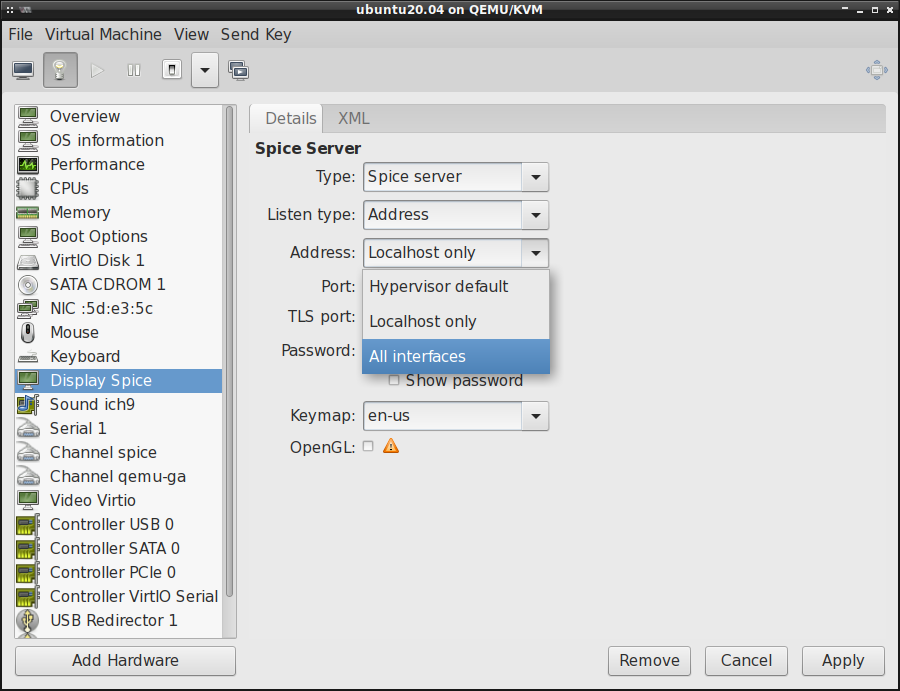 ubuntu20.04 on QEMU/KVM
File Virtual Machine View Send Key
Overview
OS information
Performance
CPUs
Memory
Boot Options
VirtIO Disk 1
SATA CDROM 1
NIC :5d:e3:5c
Mouse
Keyboard
Display Spice
Sound ich9
Serial 1
Channel spice
Channel qemu-ga
Video Virtio
Controller USB 0
Controller SATA 0
Controller PCIe 0
Controller VirtIO Serial
USB Redirector 1
Add Hardware
Details XML
Spice Server
Type: Spice server
Listen type: Address
Address: Localhost only
Port: Hypervisor default
TLS port: Localhost only
Password: All interfaces
Show password
Keymap: en-us
OpenGL:
Remove Cancel Apply